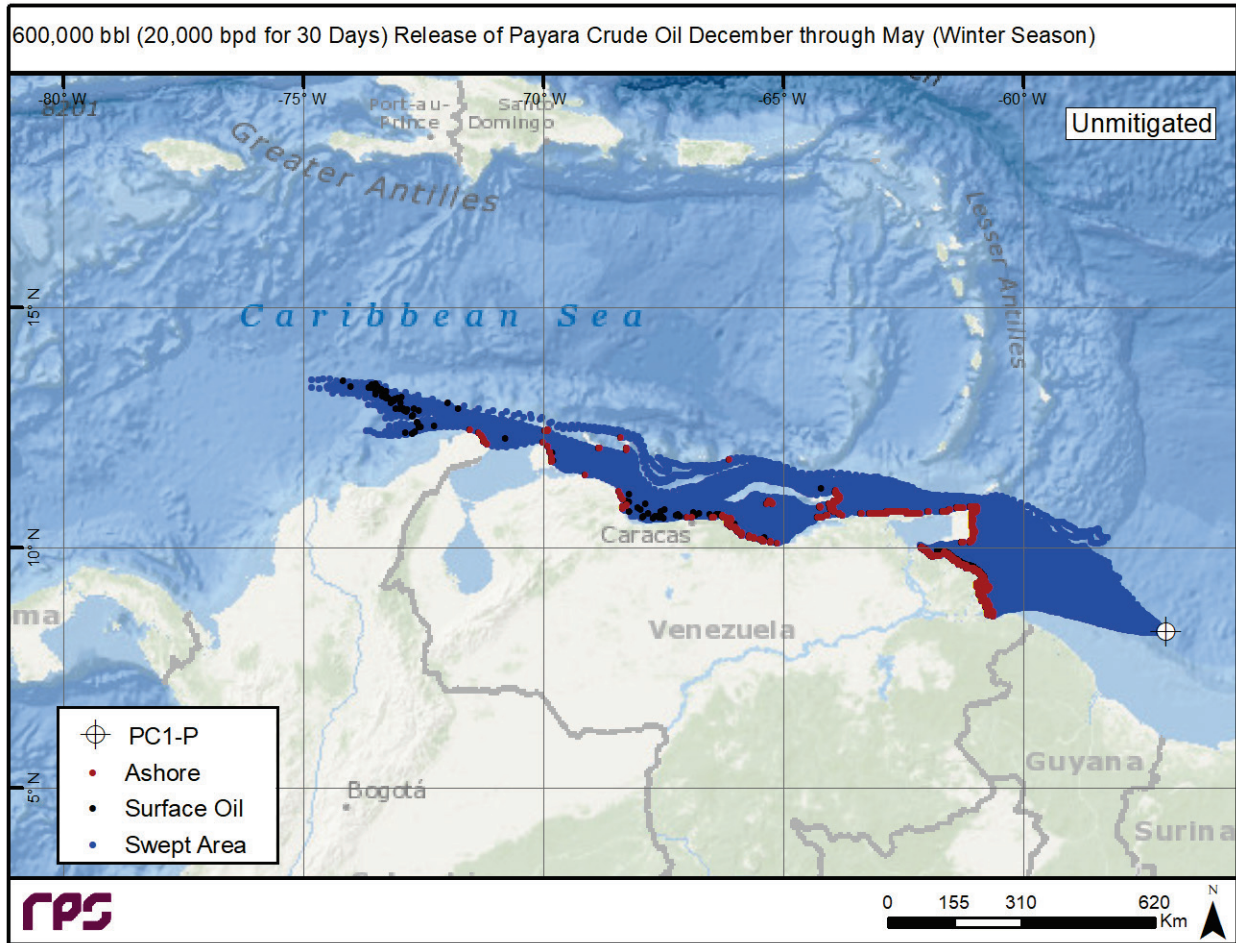 600,000 bbl (20,000 bpd for 30 Days) Release of Payara Crude Oil December through May (Winter Season)
-80° W
-75° W
-70° W
-65° W
-60° W
8201
Port-au-
Prince
Santo
Domingo
Unmitigated
Greater Antilles
Lesser Antilles
15° N
Caribbean Sea
10° N
Caracas
ma
Venezuela
PC1-P
Ashore
Surface Oil
Swept Area
5° N
Bogotá
Guyana
Surina
rps
0 155 310 620
Km
N